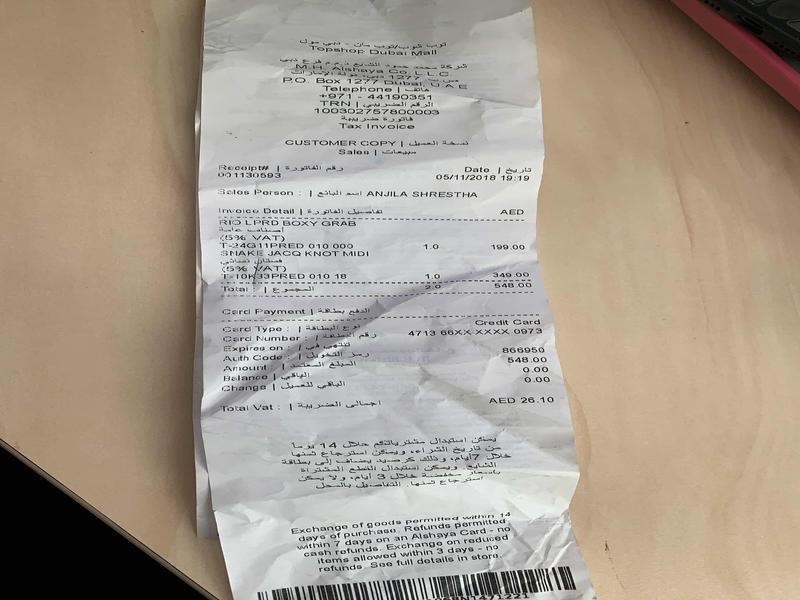 توب شوب/توب مان - دبي مول
Topshop Dubai Mall
شركة محمد حمود الشايع ذ.م.م فرع دبي
M.H. Alshaya Co. L.L.C
ص.ب. 1277 دبي، دولة الإمارات
P.O. Box 1277 Dubai, U A E
Telephone | هاتف
+971 - 44190351
TRN | الرقم الضريبي
100302757800003
فاتورة ضريبية
Tax Invoice
CUSTOMER COPY | نسخة العميل
Sales | مبيعات
Receipt# | رقم الفاتورة Date | تاريخ
001130593 05/11/2018 19:19
Sales Person : | اسم البائع ANJILA SHRESTHA
Invoice Detail | تفاصيل الفاتورة AED
RIO LPRD BOXY GRAB
أصناف عامة
(5% VAT)
T-24G11PRED 010 000 1.0 199.00
SNAKE JACQ KNOT MIDI
فستان نسائي
(5% VAT)
T-10K33PRED 010 18 1.0 349.00
Total : | المجموع 2.0 548.00
Card Payment | الدفع بطاقة
Card Type : | نوع البطاقة Credit Card
Card Number : | رقم البطاقة 4713 66XX XXXX 0973
Expires on : | تنتهي في
Auth Code : | رمز التخويل 866950
Amount | المبلغ المعتمد 548.00
Balance | الباقي 0.00
Change | الباقي للعميل 0.00
Total Vat : | اجمالى الضريبة AED 26.10
يمكن استبدال مشترياتكم خلال 14 يوما
من تاريخ الشراء، ويمكن استرجاع ثمنها
خلال 7أيام، وذلك كرصيد يضاف إلى بطاقة
الشايع. ويمكن إستبدال القطع المشتراة
بأسعار مخفضة خلال 3 أيام، ولا يمكن
استرجاع ثمنها. التفاصيل بالمحل
Exchange of goods permitted within 14
days of purchase. Refunds permitted
within 7 days on an Alshaya Card - no
cash refunds. Exchange on reduced
items allowed within 3 days - no
refunds. See full details in store.